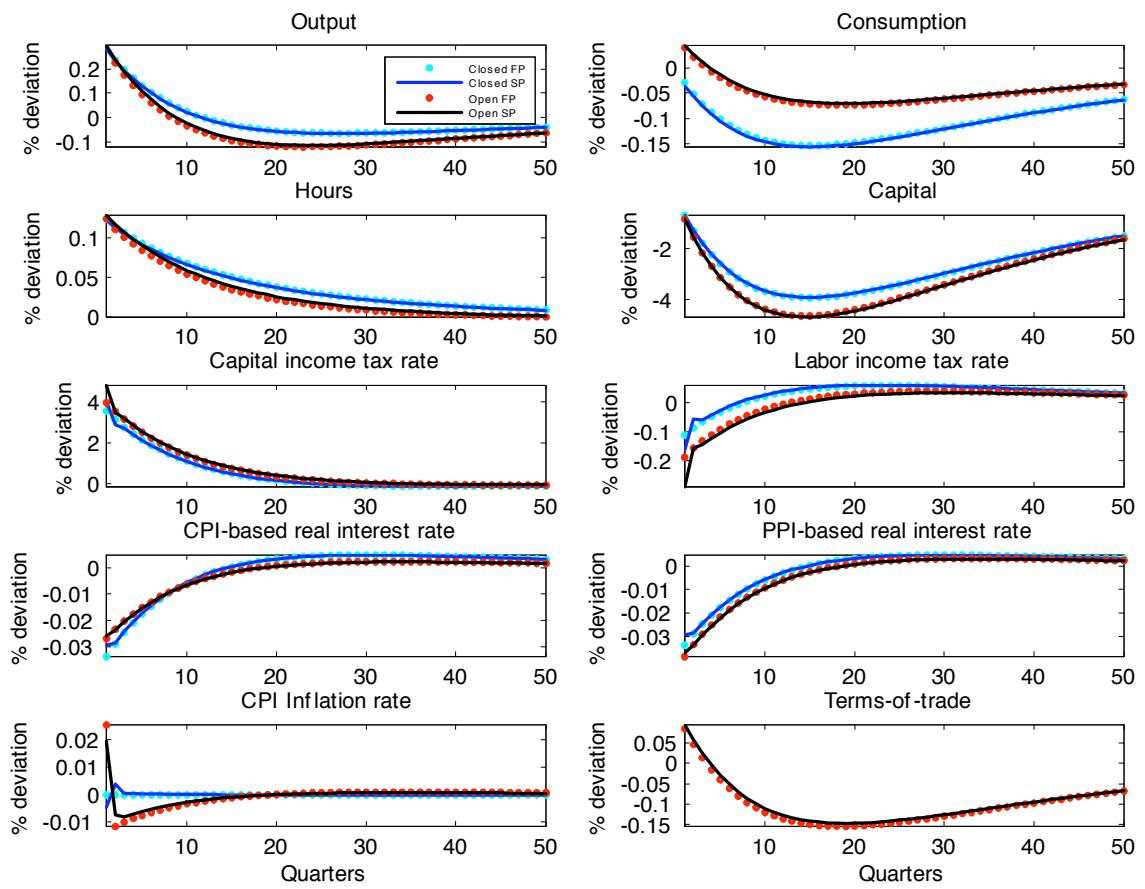 Output
% deviation
0.2
0.1
0
-0.1
10 20 30 40 50
Closed FP
Closed SP
Open FP
Open SP
Consumption
% deviation
0
-0.05
-0.1
-0.15
10 20 30 40 50
Hours
% deviation
0.1
0.05
0
10 20 30 40 50
Capital
% deviation
-2
-4
10 20 30 40 50
Capital income tax rate
% deviation
4
2
0
10 20 30 40 50
Labor income tax rate
% deviation
0
-0.1
-0.2
10 20 30 40 50
CPI-based real interest rate
% deviation
0
-0.01
-0.02
-0.03
10 20 30 40 50
PPI-based real interest rate
% deviation
0
-0.01
-0.02
-0.03
10 20 30 40 50
CPI Inflation rate
% deviation
0.02
0.01
0
-0.01
10 20 30 40 50
Quarters
Terms-of-trade
% deviation
0.05
0
-0.05
-0.1
-0.15
10 20 30 40 50
Quarters